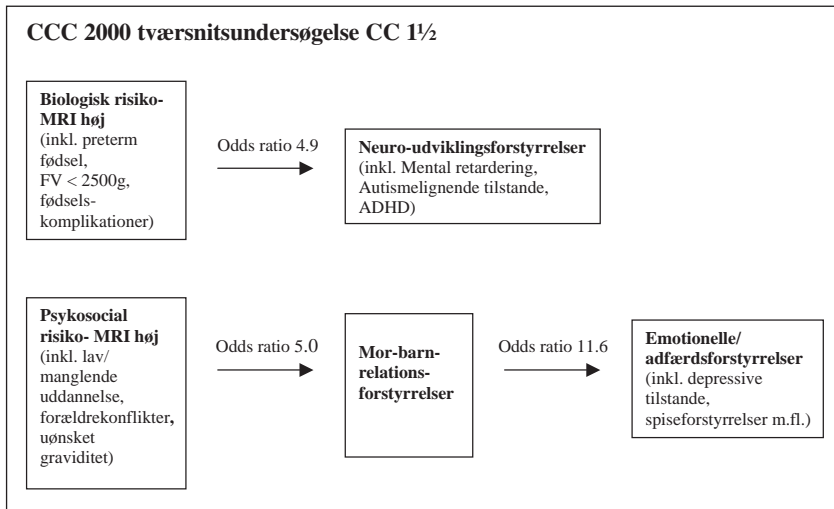 CCC 2000 tværsnitsundersøgelse CC 1½
Biologisk risiko-
MRI høj
(inkl. preterm
fødsel,
FV < 2500g,
fødsels-
komplikationer)
Odds ratio 4.9
Neuro-udviklingsforstyrrelser
(inkl. Mental retardering,
Autismelignende tilstande,
ADHD)
Psykosocial
risiko- MRI høj
(inkl. lav/
manglende
uddannelse,
forældrekonflikter,
uønsket
graviditet)
Odds ratio 5.0
Mor-barn-
relations-
forstyrrelser
Odds ratio 11.6
Emotionelle/
adfærdsforstyrrelser
(inkl. depressive
tilstande,
spiseforstyrrelser m.fl.)